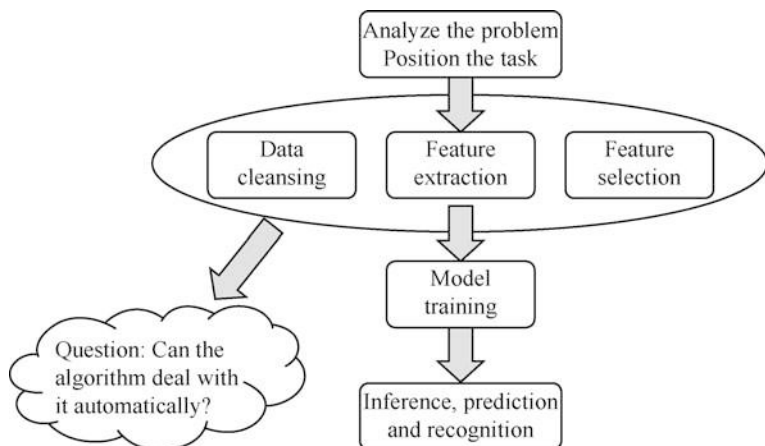 Analyze the problem
Position the task
Data
cleansing
Feature
extraction
Feature
selection
Model
training
Question: Can the
algorithm deal with
it automatically?
Inference, prediction
and recognition